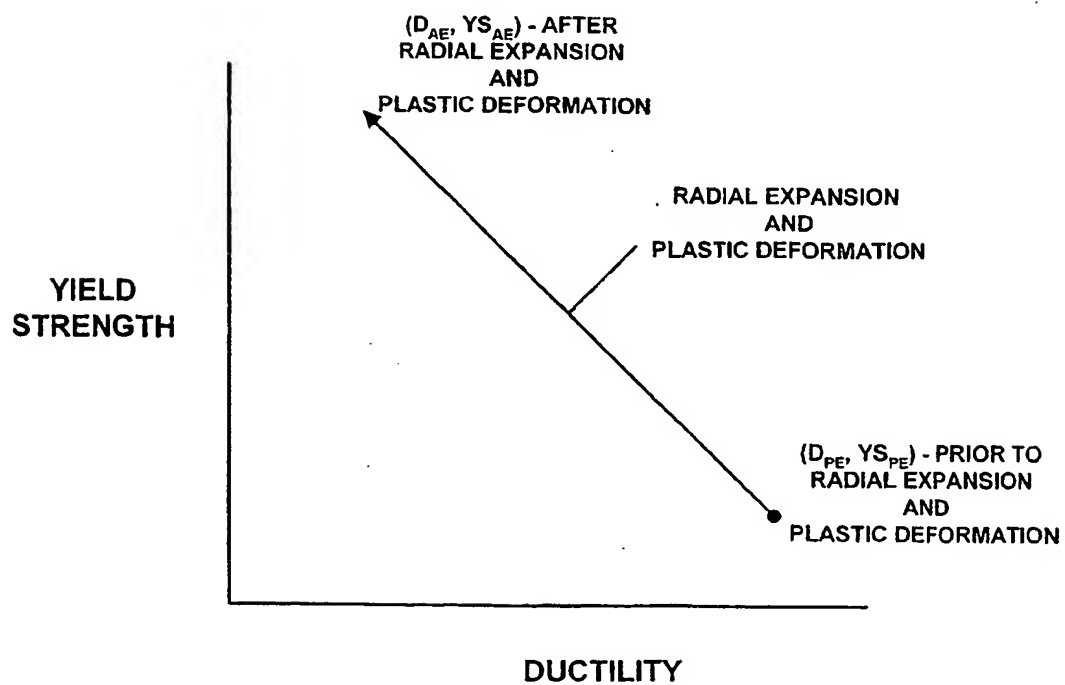 (D_AE, YS_AE) - AFTER
RADIAL EXPANSION
AND
PLASTIC DEFORMATION
RADIAL EXPANSION
AND
PLASTIC DEFORMATION
YIELD
STRENGTH
(D_PE, YS_PE) - PRIOR TO
RADIAL EXPANSION
AND
PLASTIC DEFORMATION
DUCTILITY